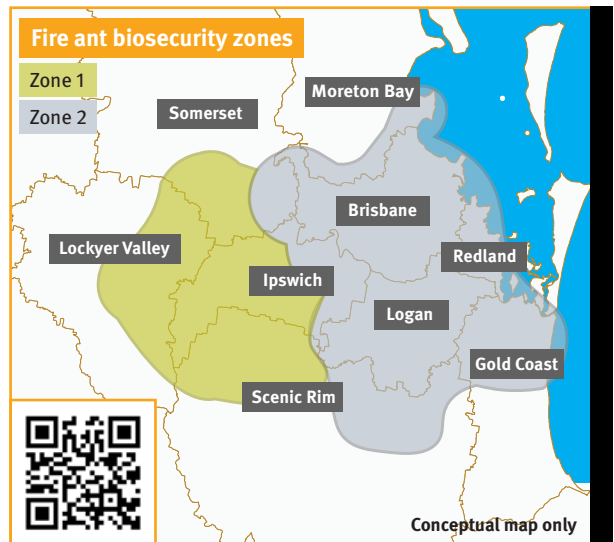 Fire ant biosecurity zones
Zone 1
Zone 2
Moreton Bay
Somerset
Brisbane
Lockyer Valley
Redland
Ipswich
Logan
Gold Coast
Scenic Rim
Conceptual map only